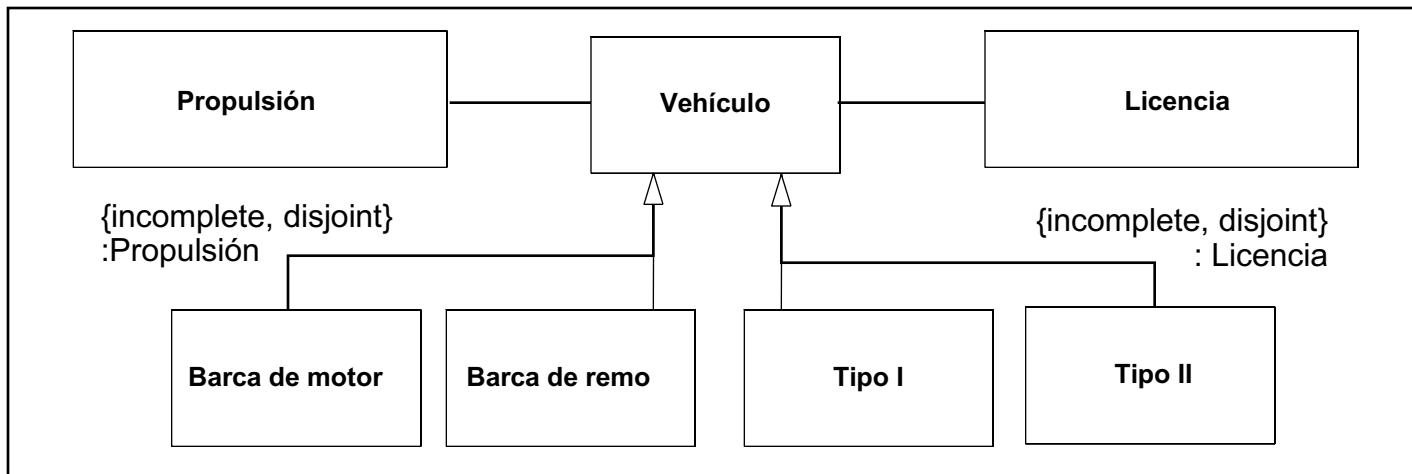 Propulsión
Vehículo
Licencia
{incomplete, disjoint}
:Propulsión
{incomplete, disjoint}
: Licencia
Barca de motor
Barca de remo
Tipo I
Tipo II